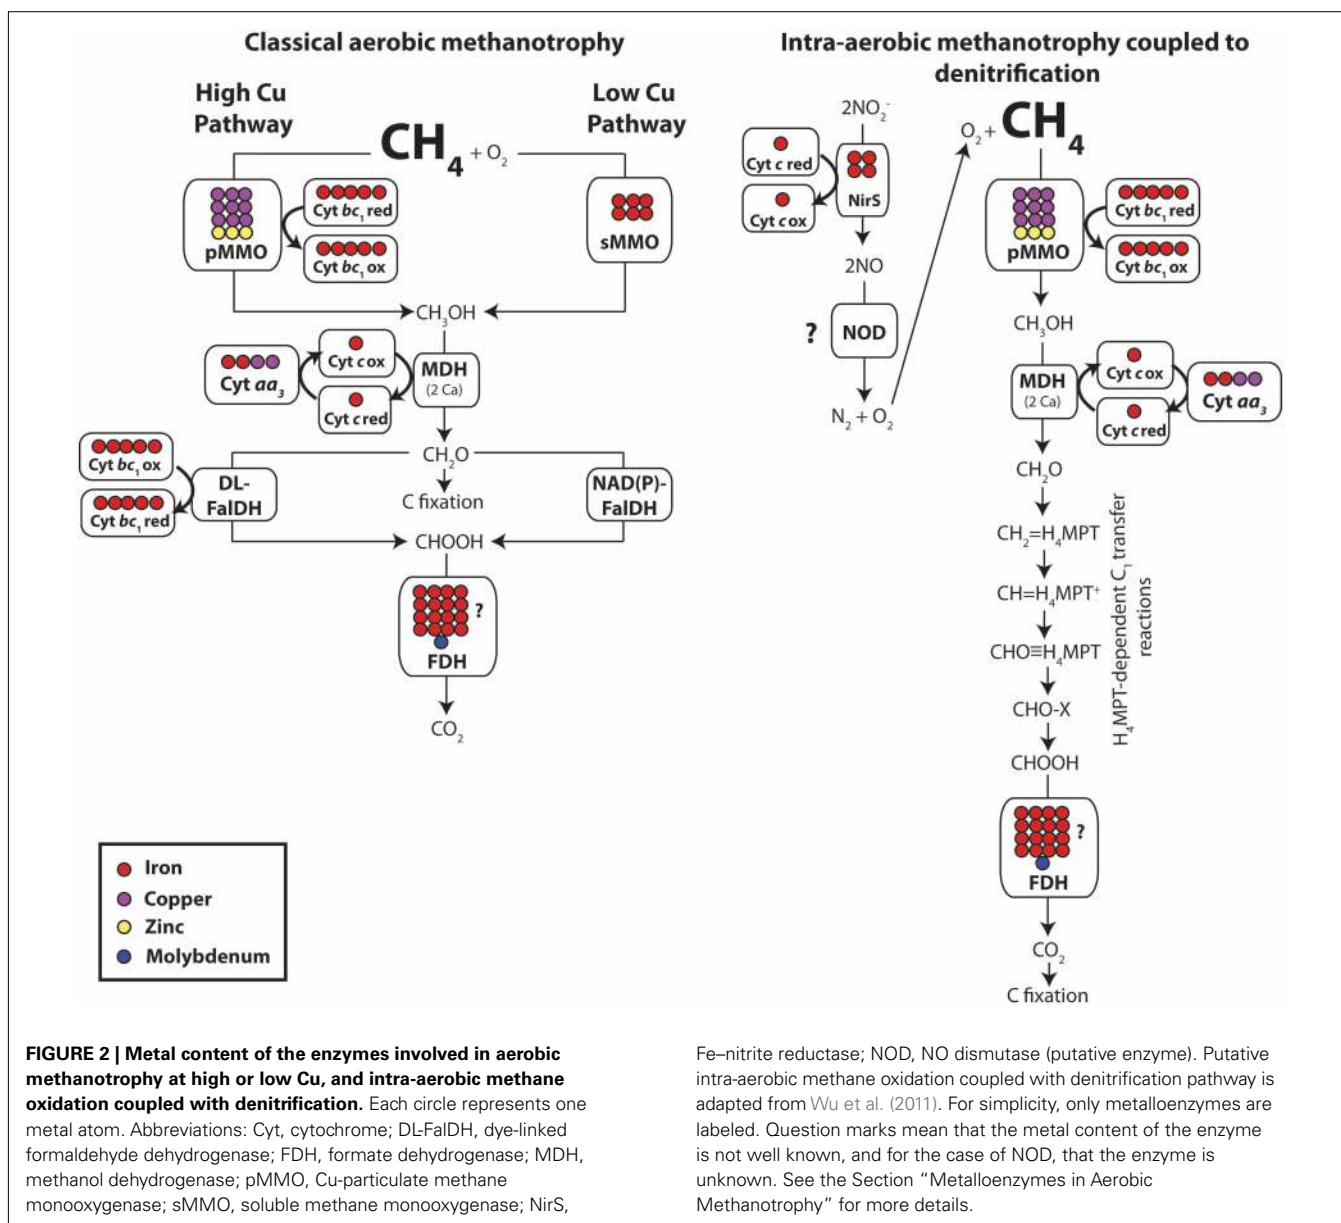 Classical aerobic methanotrophy
High Cu
Pathway
Low Cu
Pathway
CH4 + O2
pMMO
Cyt bc1 red
Cyt bc1 ox
sMMO
CH3OH
Cyt aa3
Cyt c ox
Cyt c red
MDH
(2 Ca)
Cyt bc1 ox
Cyt bc1 red
DL-
FalDH
CH2O
C fixation
NAD(P)-
FalDH
CHOOH
?
FDH
CO2
Iron
Copper
Zinc
Molybdenum
Intra-aerobic methanotrophy coupled to
denitrification
2NO2-
Cyt c red
Cyt c ox
NirS
2NO
?
NOD
N2 + O2
O2 + CH4
pMMO
Cyt bc1 red
Cyt bc1 ox
CH3OH
MDH
(2 Ca)
Cyt c ox
Cyt c red
Cyt aa3
CH2O
CH2=H4MPT
CH=H4MPT+
CHO≡H4MPT
CHO-X
H4MPT-dependent C1 transfer
reactions
CHOOH
?
FDH
CO2
C fixation
FIGURE 2 | Metal content of the enzymes involved in aerobic
methanotrophy at high or low Cu, and intra-aerobic methane
oxidation coupled with denitrification. Each circle represents one
metal atom. Abbreviations: Cyt, cytochrome; DL-FalDH, dye-linked
formaldehyde dehydrogenase; FDH, formate dehydrogenase; MDH,
methanol dehydrogenase; pMMO, Cu-particulate methane
monooxygenase; sMMO, soluble methane monooxygenase; NirS,
Fe–nitrite reductase; NOD, NO dismutase (putative enzyme). Putative
intra-aerobic methane oxidation coupled with denitrification pathway is
adapted from Wu et al. (2011). For simplicity, only metalloenzymes are
labeled. Question marks mean that the metal content of the enzyme
is not well known, and for the case of NOD, that the enzyme is
unknown. See the Section “Metalloenzymes in Aerobic
Methanotrophy” for more details.